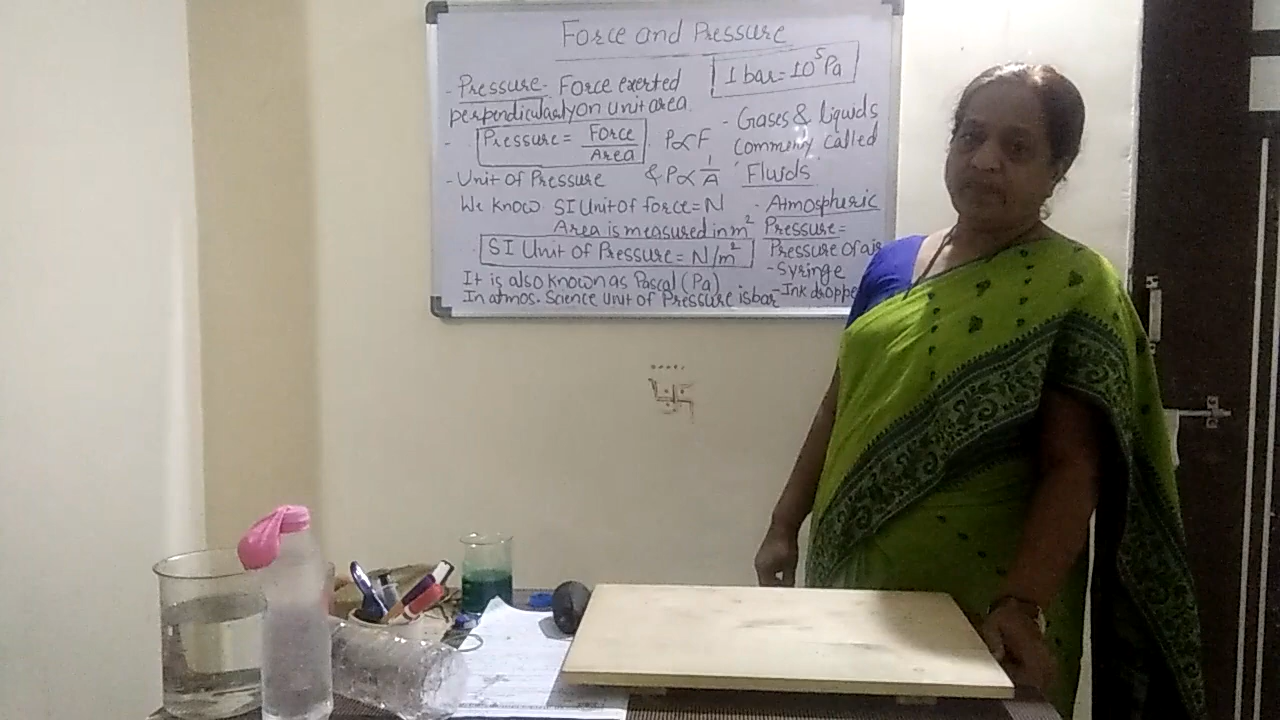 Force and Pressure
- Pressure - Force exerted
perpendicularly on unit area.
- Pressure = Force / Area P∝F
& P∝ 1/A
- Unit of Pressure
We know SI Unit of force = N
Area is measured in m²
SI Unit of Pressure = N/m²
It is also known as Pascal (Pa)
In atmos. Science unit of Pressure is bar
1 bar = 10⁵ Pa
- Gases & liquids
Commonly called
'Fluids'
- Atmospheric
Pressure =
Pressure of air
- Syringe
- Ink droppe